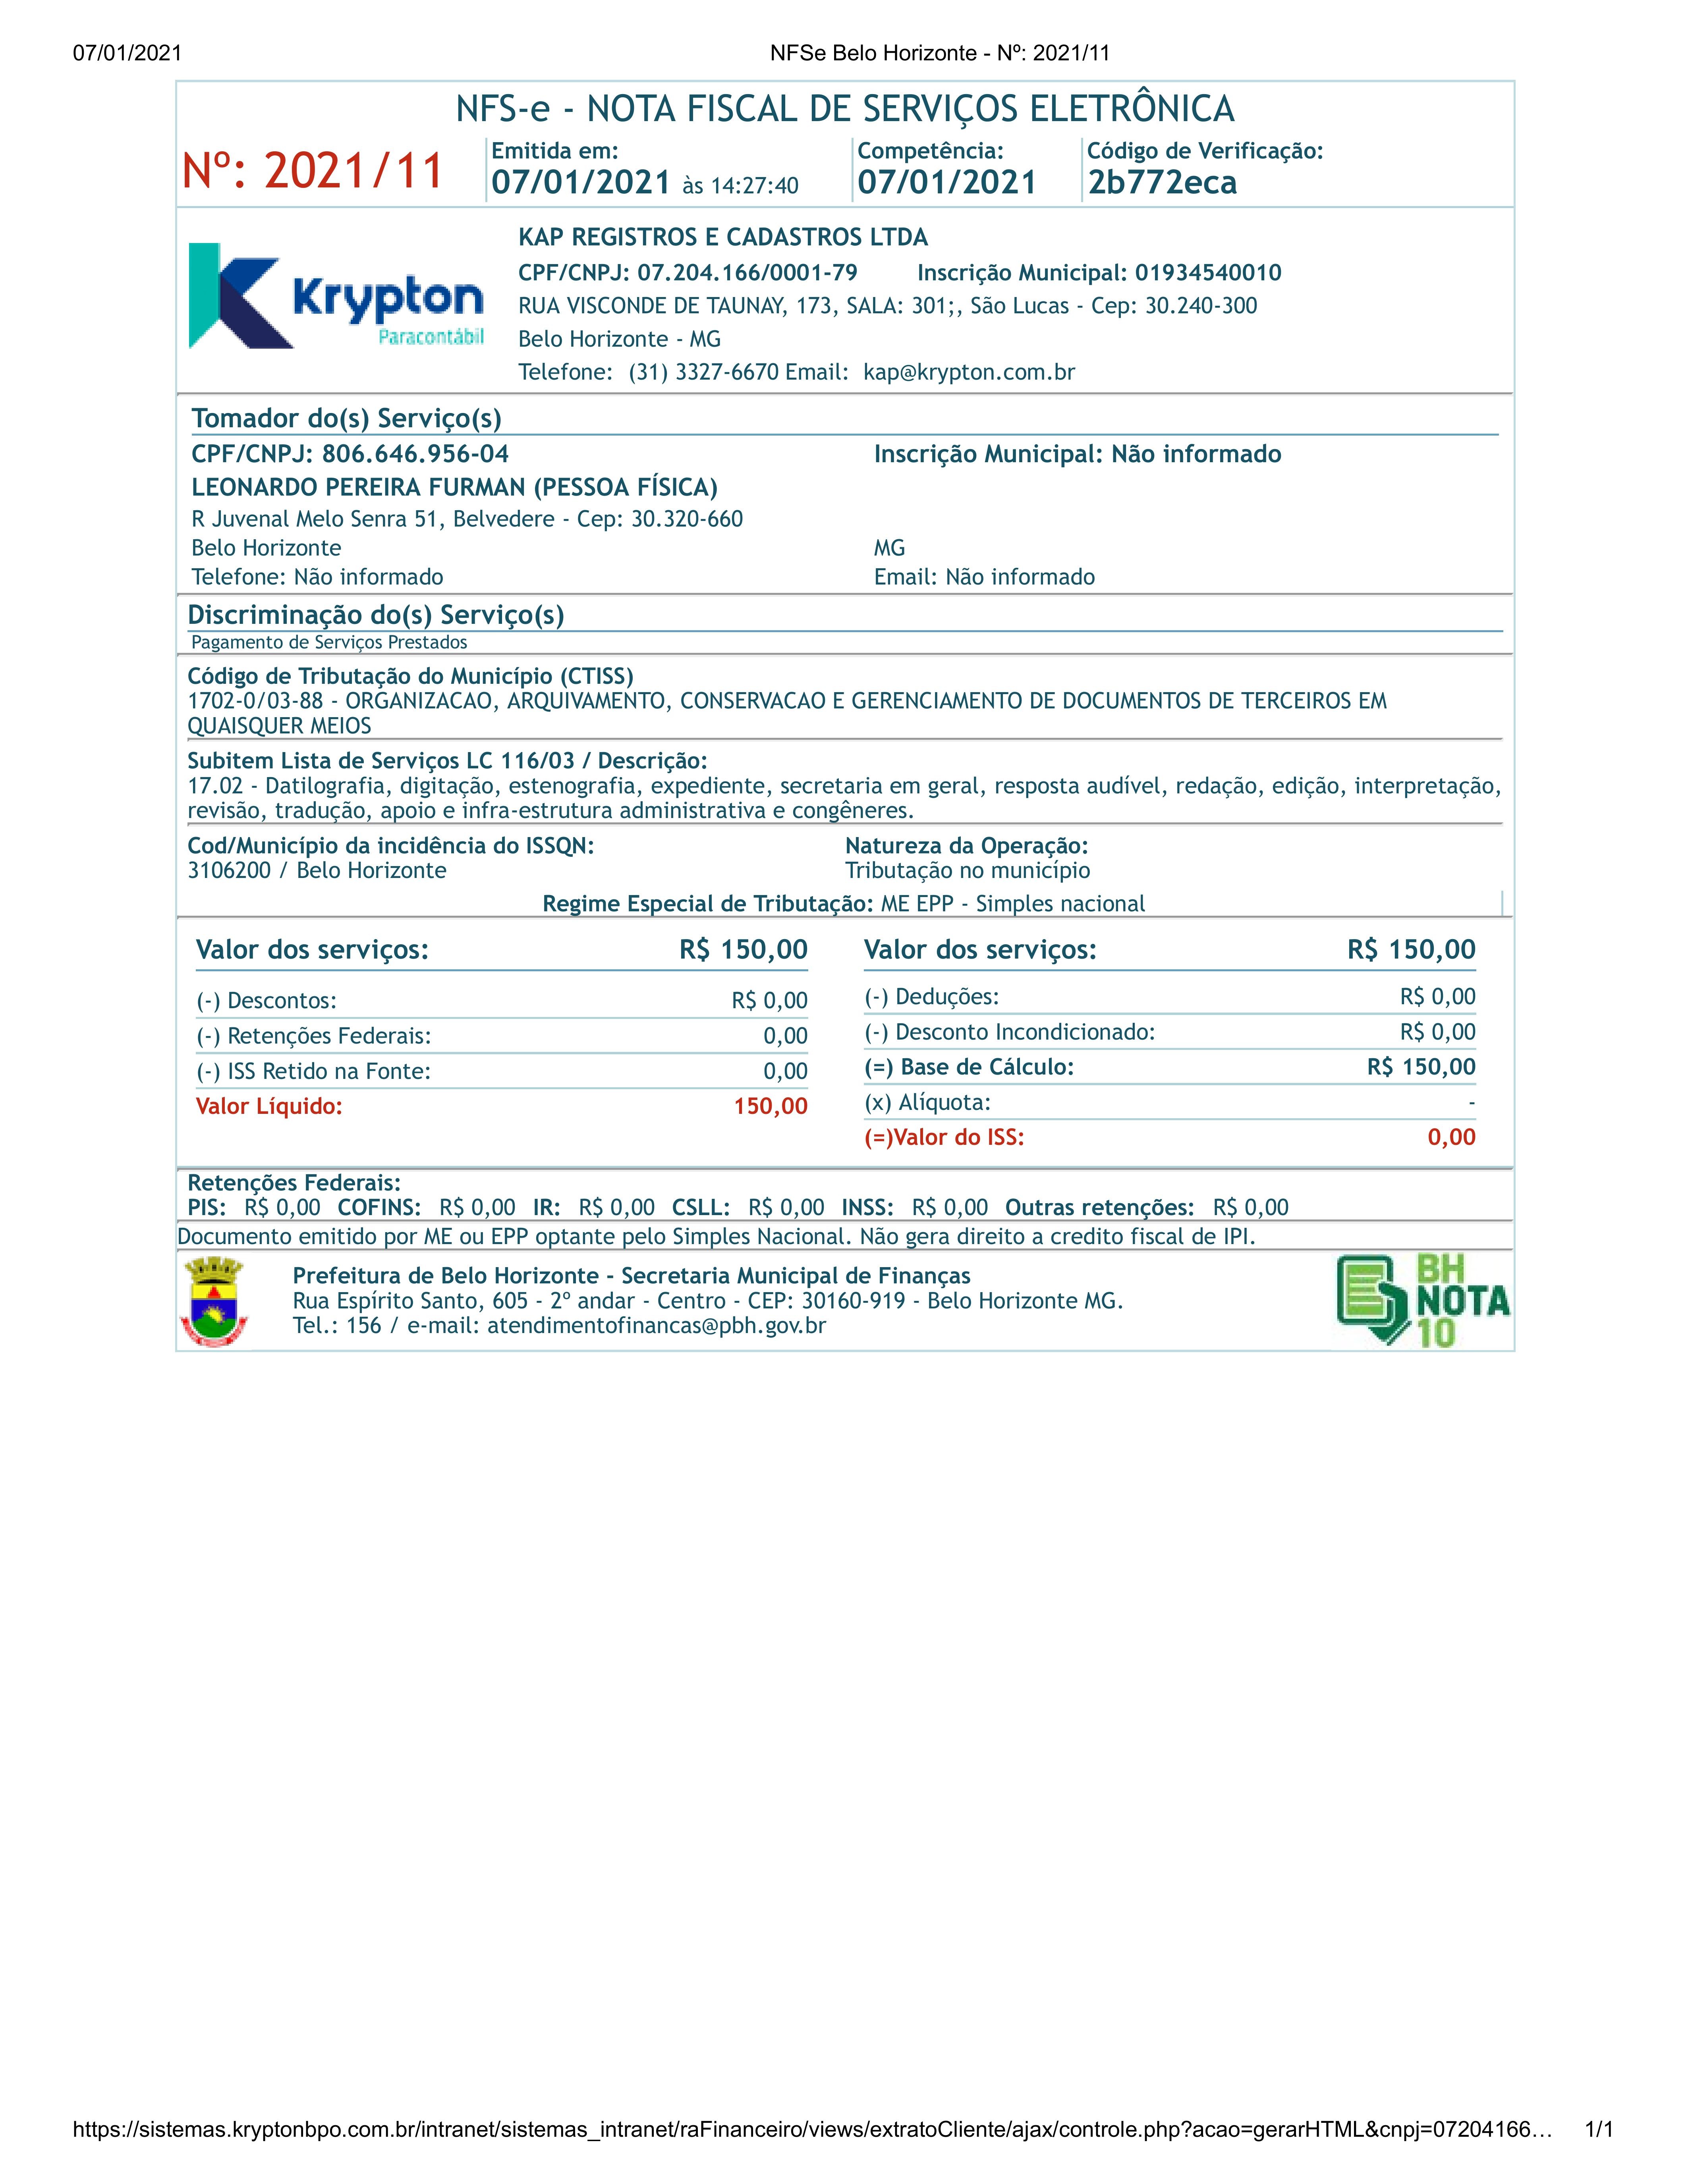 07/01/2021 NFSe Belo Horizonte - Nº: 2021/11
NFS-e - NOTA FISCAL DE SERVIÇOS ELETRÔNICA
Nº: 2021/11
Emitida em:
07/01/2021 às 14:27:40
Competência:
07/01/2021
Código de Verificação:
2b772eca
Krypton
Paracontábil
KAP REGISTROS E CADASTROS LTDA
CPF/CNPJ: 07.204.166/0001-79 Inscrição Municipal: 01934540010
RUA VISCONDE DE TAUNAY, 173, SALA: 301;, São Lucas - Cep: 30.240-300
Belo Horizonte - MG
Telefone: (31) 3327-6670 Email: kap@krypton.com.br
Tomador do(s) Serviço(s)
CPF/CNPJ: 806.646.956-04 Inscrição Municipal: Não informado
LEONARDO PEREIRA FURMAN (PESSOA FÍSICA)
R Juvenal Melo Senra 51, Belvedere - Cep: 30.320-660
Belo Horizonte MG
Telefone: Não informado Email: Não informado
Discriminação do(s) Serviço(s)
Pagamento de Serviços Prestados
Código de Tributação do Município (CTISS)
1702-0/03-88 - ORGANIZACAO, ARQUIVAMENTO, CONSERVACAO E GERENCIAMENTO DE DOCUMENTOS DE TERCEIROS EM
QUAISQUER MEIOS
Subitem Lista de Serviços LC 116/03 / Descrição:
17.02 - Datilografia, digitação, estenografia, expediente, secretaria em geral, resposta audível, redação, edição, interpretação,
revisão, tradução, apoio e infra-estrutura administrativa e congêneres.
Cod/Município da incidência do ISSQN: Natureza da Operação:
3106200 / Belo Horizonte Tributação no município
Regime Especial de Tributação: ME EPP - Simples nacional
Valor dos serviços: R$ 150,00
(-) Descontos: R$ 0,00
(-) Retenções Federais: 0,00
(-) ISS Retido na Fonte: 0,00
Valor Líquido: 150,00
Valor dos serviços: R$ 150,00
(-) Deduções: R$ 0,00
(-) Desconto Incondicionado: R$ 0,00
(=) Base de Cálculo: R$ 150,00
(x) Alíquota: -
(=)Valor do ISS: 0,00
Retenções Federais:
PIS: R$ 0,00 COFINS: R$ 0,00 IR: R$ 0,00 CSLL: R$ 0,00 INSS: R$ 0,00 Outras retenções: R$ 0,00
Documento emitido por ME ou EPP optante pelo Simples Nacional. Não gera direito a credito fiscal de IPI.
Prefeitura de Belo Horizonte - Secretaria Municipal de Finanças
Rua Espírito Santo, 605 - 2º andar - Centro - CEP: 30160-919 - Belo Horizonte MG.
Tel.: 156 / e-mail: atendimentofinancas@pbh.gov.br
BH
NOTA
10
https://sistemas.kryptonbpo.com.br/intranet/sistemas_intranet/raFinanceiro/views/extratoCliente/ajax/controle.php?acao=gerarHTML&cnpj=07204166… 1/1